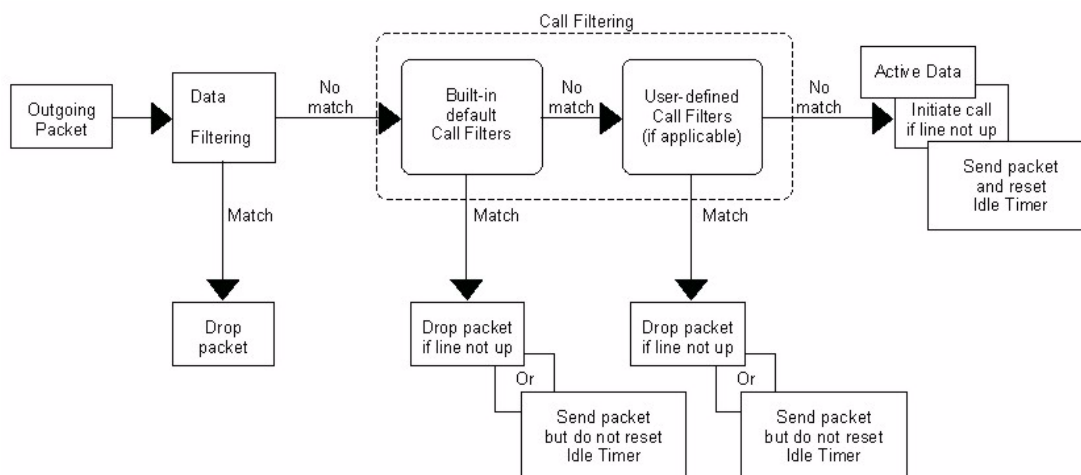 Call Filtering
Outgoing
Packet
Data
Filtering
No
match
Built-in
default
Call Filters
No
match
User-defined
Call Filters
(if applicable)
No
match
Active Data
Initiate call
if line not up
Send packet
and reset
Idle Timer
Match
Match
Match
Drop
packet
Drop packet
if line not up
Or
Send packet
but do not reset
Idle Timer
Drop packet
if line not up
Or
Send packet
but do not reset
Idle Timer